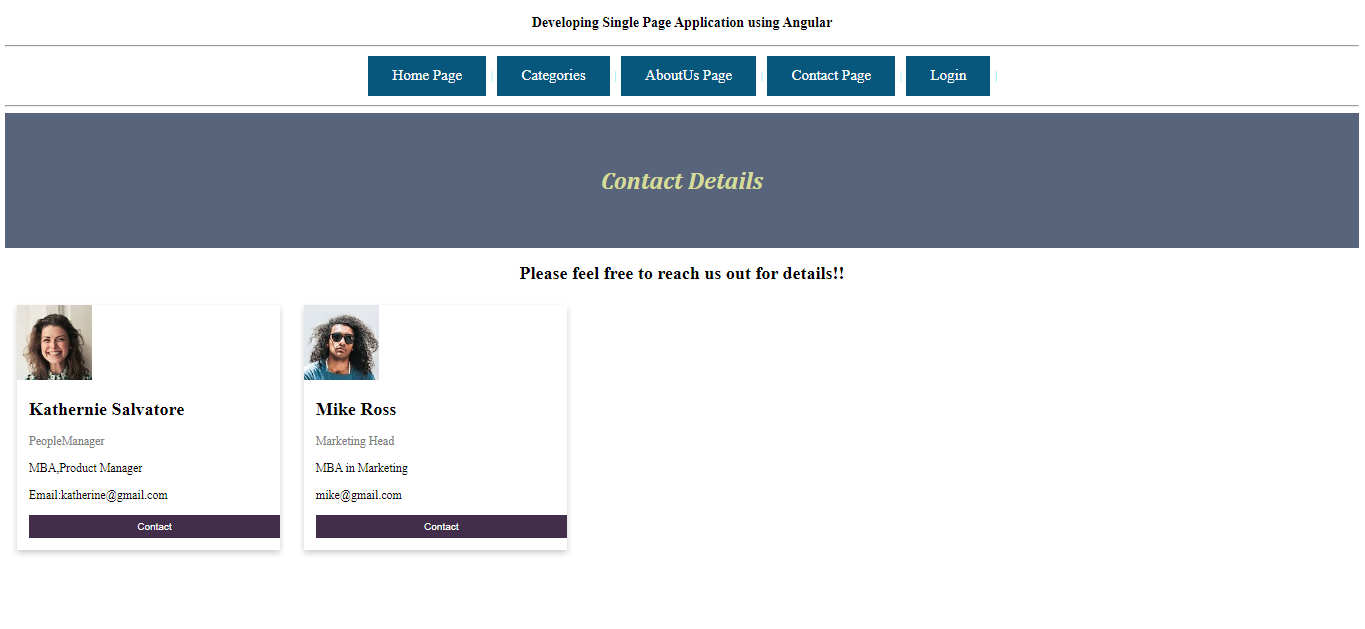 Developing Single Page Application using Angular
Home Page | Categories | AboutUs Page | Contact Page | Login |
Contact Details
Please feel free to reach us out for details!!
Kathernie Salvatore
PeopleManager
MBA,Product Manager
Email:katherine@gmail.com
Contact
Mike Ross
Marketing Head
MBA in Marketing
mike@gmail.com
Contact